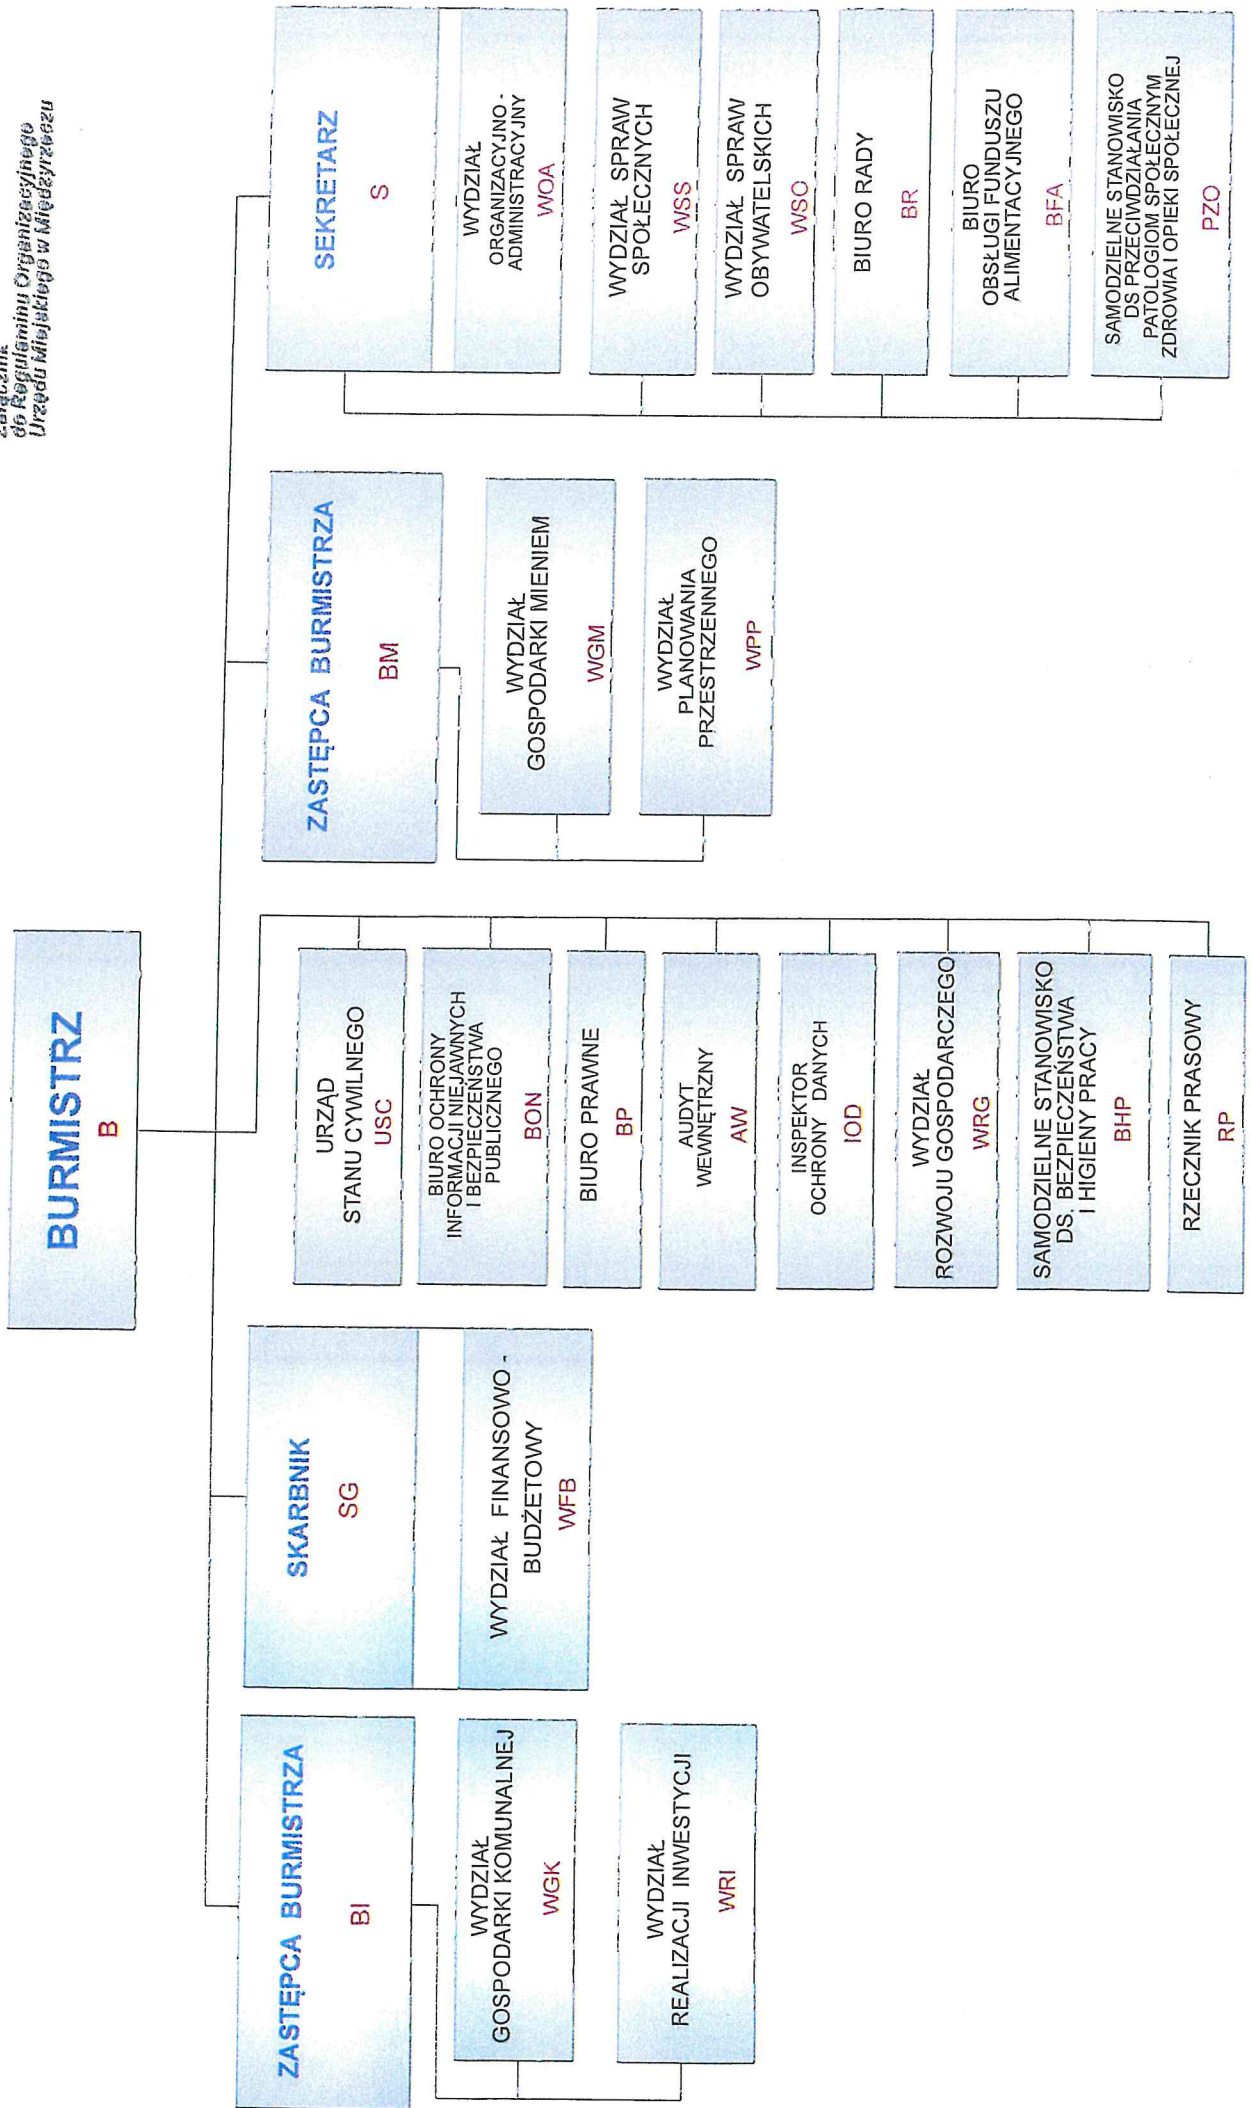 Załącznik
do Regulaminu Organizacyjnego
Urzędu Miejskiego w Międzyrzeczu
BURMISTRZ
B
ZASTĘPCA BURMISTRZA
BI
WYDZIAŁ
GOSPODARKI KOMUNALNEJ
WGK
WYDZIAŁ
REALIZACJI INWESTYCJI
WRI
SKARBNIK
SG
WYDZIAŁ FINANSOWO -
BUDŻETOWY
WFB
URZĄD
STANU CYWILNEGO
USC
BIURO OCHRONY
INFORMACJI NIEJAWNYCH
I BEZPIECZEŃSTWA
PUBLICZNEGO
BON
BIURO PRAWNE
BP
AUDYT
WEWNĘTRZNY
AW
INSPEKTOR
OCHRONY DANYCH
IOD
WYDZIAŁ
ROZWOJU GOSPODARCZEGO
WRG
SAMODZIELNE STANOWISKO
DS. BEZPIECZEŃSTWA
I HIGIENY PRACY
BHP
RZECZNIK PRASOWY
RP
ZASTĘPCA BURMISTRZA
BM
WYDZIAŁ
GOSPODARKI MIENIEM
WGM
WYDZIAŁ
PLANOWANIA
PRZESTRZENNEGO
WPP
SEKRETARZ
S
WYDZIAŁ
ORGANIZACYJNO -
ADMINISTRACYJNY
WOA
WYDZIAŁ SPRAW
SPOŁECZNYCH
WSS
WYDZIAŁ SPRAW
OBYWATELSKICH
WSO
BIURO RADY
BR
BIURO
OBSŁUGI FUNDUSZU
ALIMENTACYJNEGO
BFA
SAMODZIELNE STANOWISKO
DS PRZECIWDZIAŁANIA
PATOLOGIOM SPOŁECZNYM
ZDROWIA I OPIEKI SPOŁECZNEJ
PZO